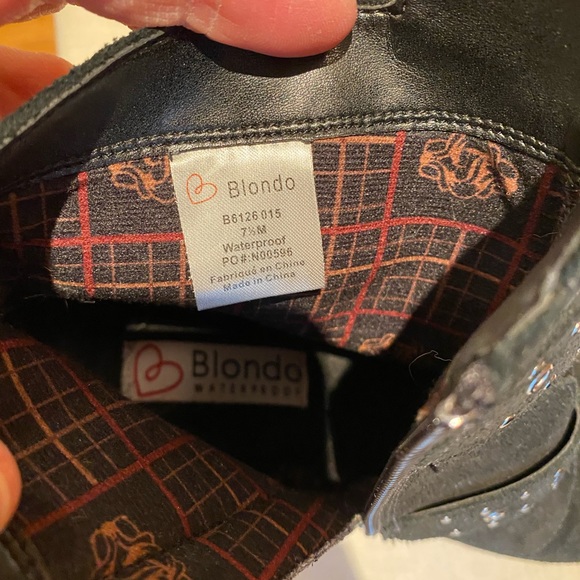 Blondo
B6126 015
7½M
Waterproof
PO#:N00596
Fabriqué en Chine
Made in China
Blondo
WATERPROOF